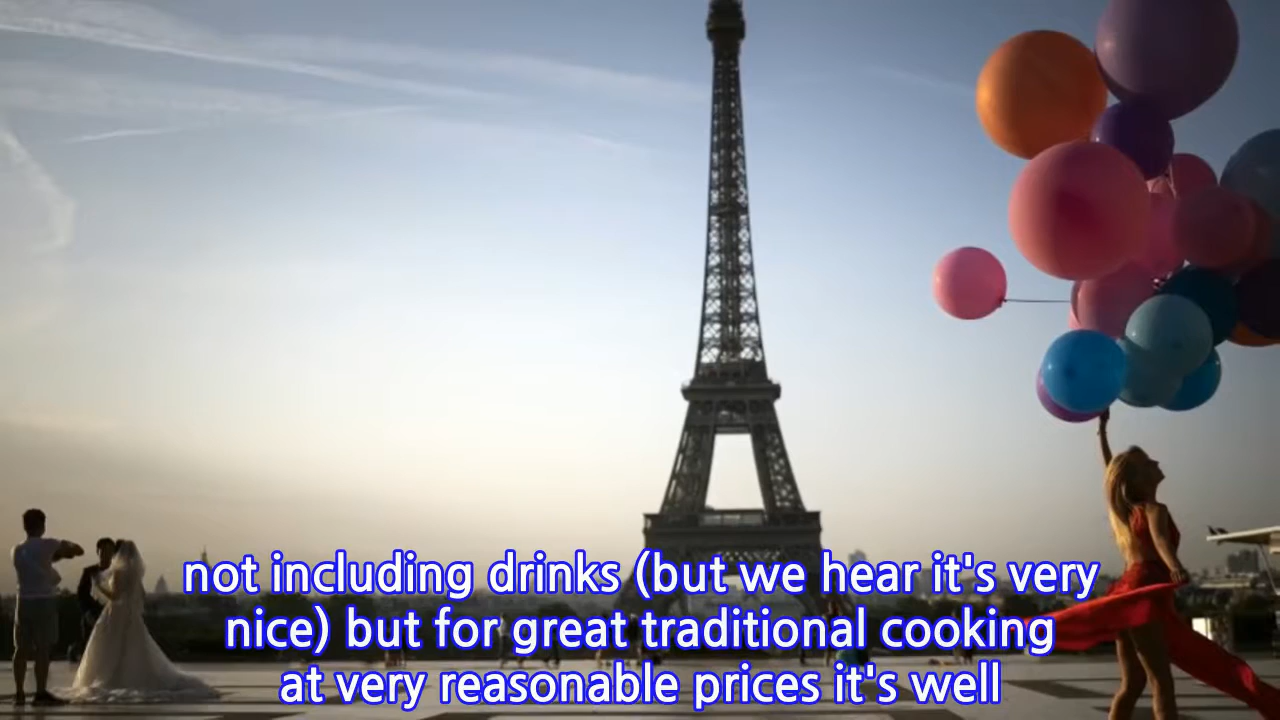 not including drinks (but we hear it's very
nice) but for great traditional cooking
at very reasonable prices it's well